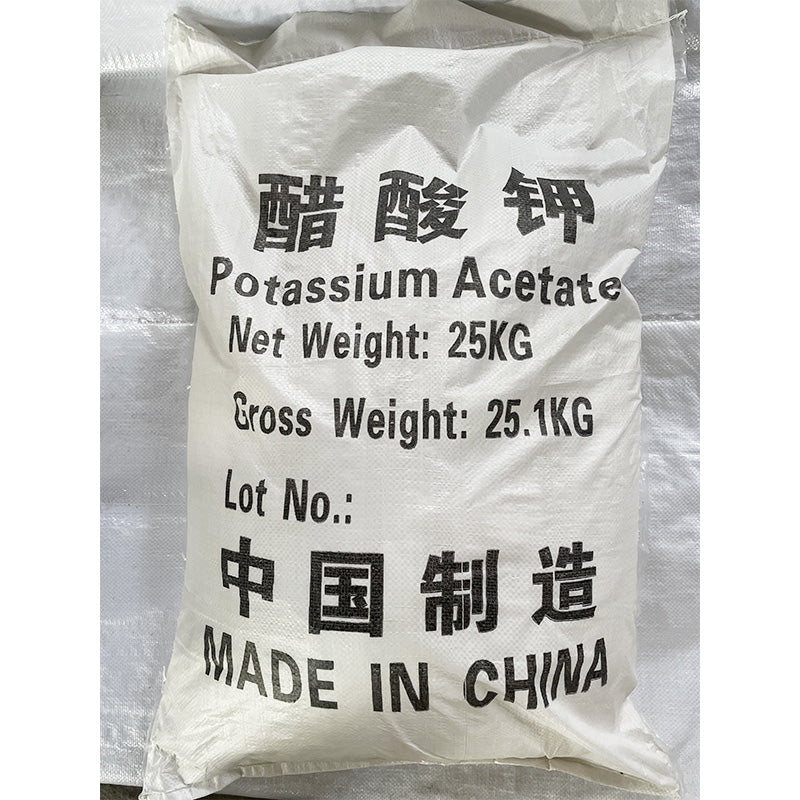 醋酸钾
Potassium Acetate
Net Weight: 25KG
Gross Weight: 25.1KG
Lot No.:
中国制造
MADE IN CHINA